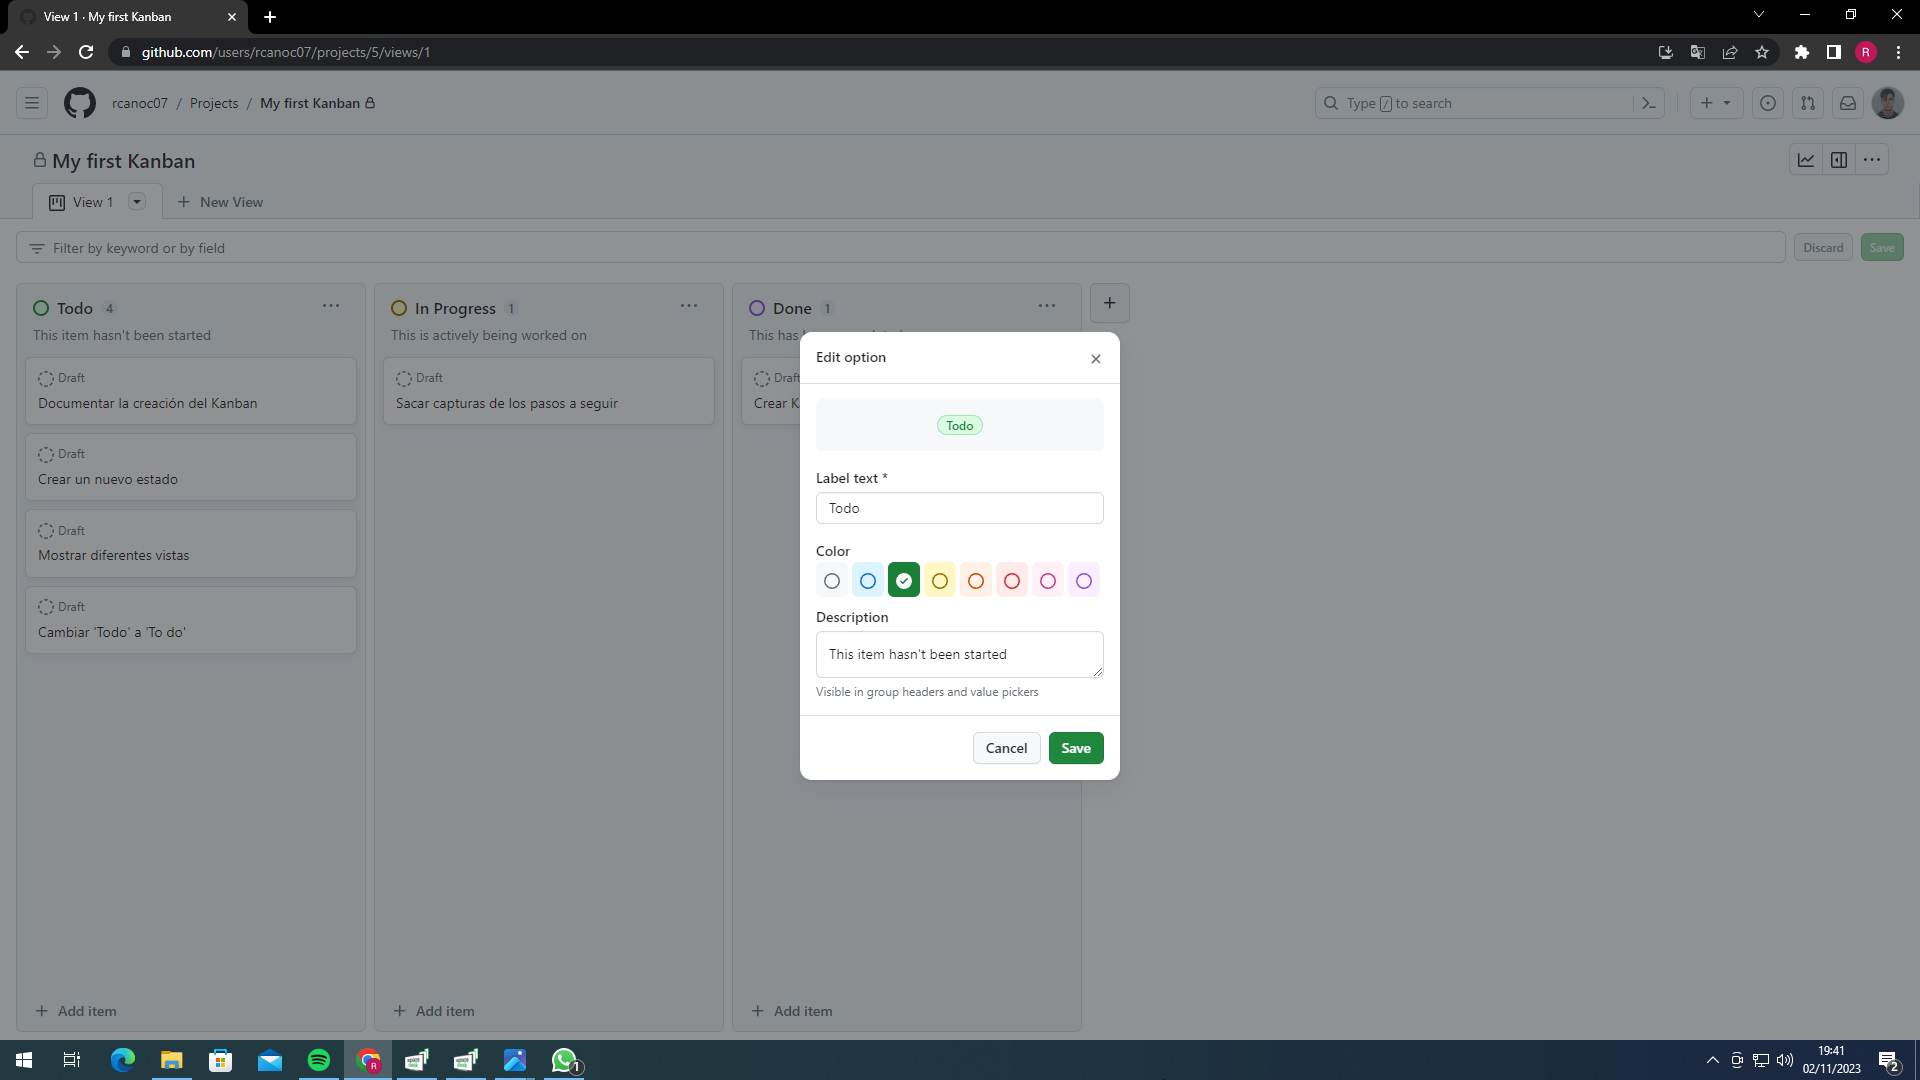 View 1 · My first Kanban
github.com/users/rcanoc07/projects/5/views/1
R
rcanoc07 / Projects / My first Kanban
Type / to search
My first Kanban
View 1
New View
Filter by keyword or by field
Discard
Save
Todo 4
This item hasn't been started
Draft
Documentar la creación del Kanban
Draft
Crear un nuevo estado
Draft
Mostrar diferentes vistas
Draft
Cambiar 'Todo' a 'To do'
Add item
In Progress 1
This is actively being worked on
Draft
Sacar capturas de los pasos a seguir
Add item
Done 1
This has
Draft
Crear K
Add item
Edit option
Todo
Label text *
Todo
Color
Description
This item hasn't been started
Visible in group headers and value pickers
Cancel
Save
R
1
19:41
02/11/2023
2